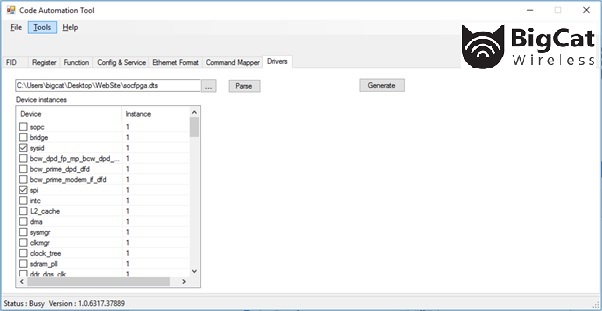 Code Automation Tool
File Tools Help
BigCat
Wireless
FID Register Function Config & Service Ethernet Format Command Mapper Drivers
C:\Users\bigcat\Desktop\WebSite\socfpga.dts ... Parse Generate
Device instances
Device Instance
sopc 1
bridge 1
sysid 1
bcw_dpd_fp_mp_bcw_dpd_... 1
bcw_prime_dpd_dfd 1
bcw_prime_modem_if_dfd 1
spi 1
intc 1
L2_cache 1
dma 1
sysmgr 1
clkmgr 1
clock_tree 1
sdram_pll 1
ddr_dqs_clk 1
Status : Busy Version : 1.0.6317.37889